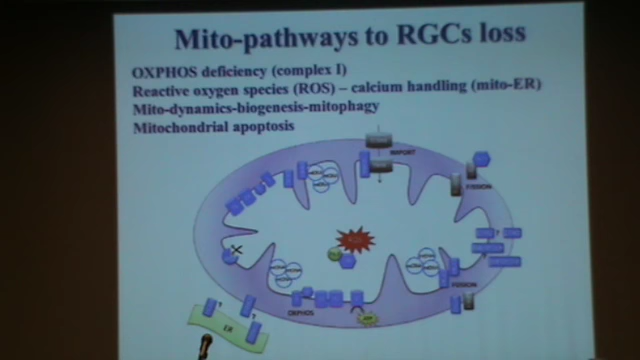 Mito-pathways to RGCs loss
OXPHOS deficiency (complex I)
Reactive oxygen species (ROS) – calcium handling (mito-ER)
Mito-dynamics-biogenesis-mitophagy
Mitochondrial apoptosis
IMPORT
FISSION
FUSION
OXPHOS
ER
?
?
?